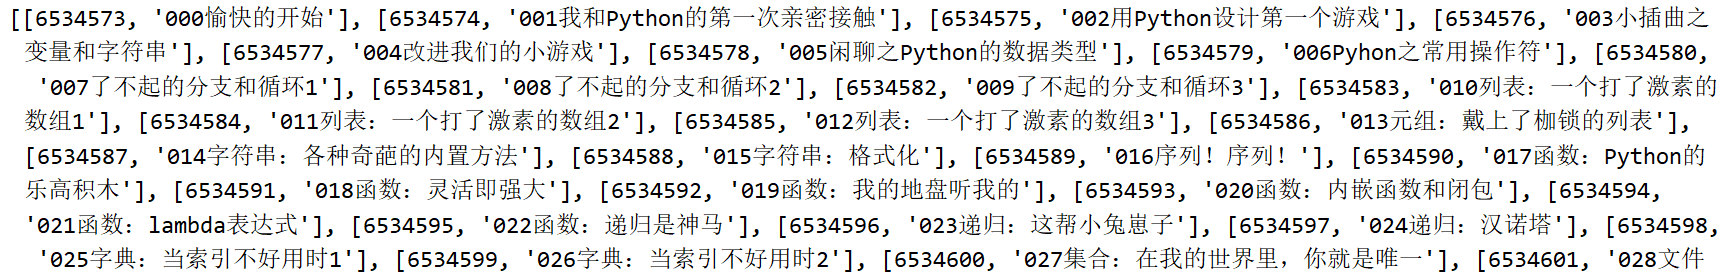 [[6534573, '000愉快的开始'], [6534574, '001我和Python的第一次亲密接触'], [6534575, '002用Python设计第一个游戏'], [6534576, '003小插曲之
变量和字符串'], [6534577, '004改进我们的小游戏'], [6534578, '005闲聊之Python的数据类型'], [6534579, '006Pyhon之常用操作符'], [6534580,
'007了不起的分支和循环1'], [6534581, '008了不起的分支和循环2'], [6534582, '009了不起的分支和循环3'], [6534583, '010列表：一个打了激素的
数组1'], [6534584, '011列表：一个打了激素的数组2'], [6534585, '012列表：一个打了激素的数组3'], [6534586, '013元组：戴上了枷锁的列表'],
[6534587, '014字符串：各种奇葩的内置方法'], [6534588, '015字符串：格式化'], [6534589, '016序列！序列！'], [6534590, '017函数：Python的
乐高积木'], [6534591, '018函数：灵活即强大'], [6534592, '019函数：我的地盘听我的'], [6534593, '020函数：内嵌函数和闭包'], [6534594,
'021函数：lambda表达式'], [6534595, '022函数：递归是神马'], [6534596, '023递归：这帮小兔崽子'], [6534597, '024递归：汉诺塔'], [6534598,
'025字典：当索引不好用时1'], [6534599, '026字典：当索引不好用时2'], [6534600, '027集合：在我的世界里，你就是唯一'], [6534601, '028文件